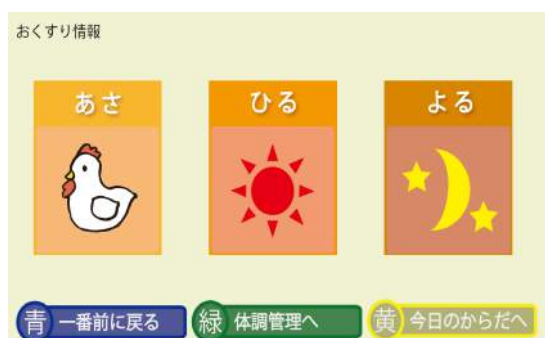 おくすり情報
あさ
ひる
よる
青 一番前に戻る
緑 体調管理へ
黄 今日のからだへ